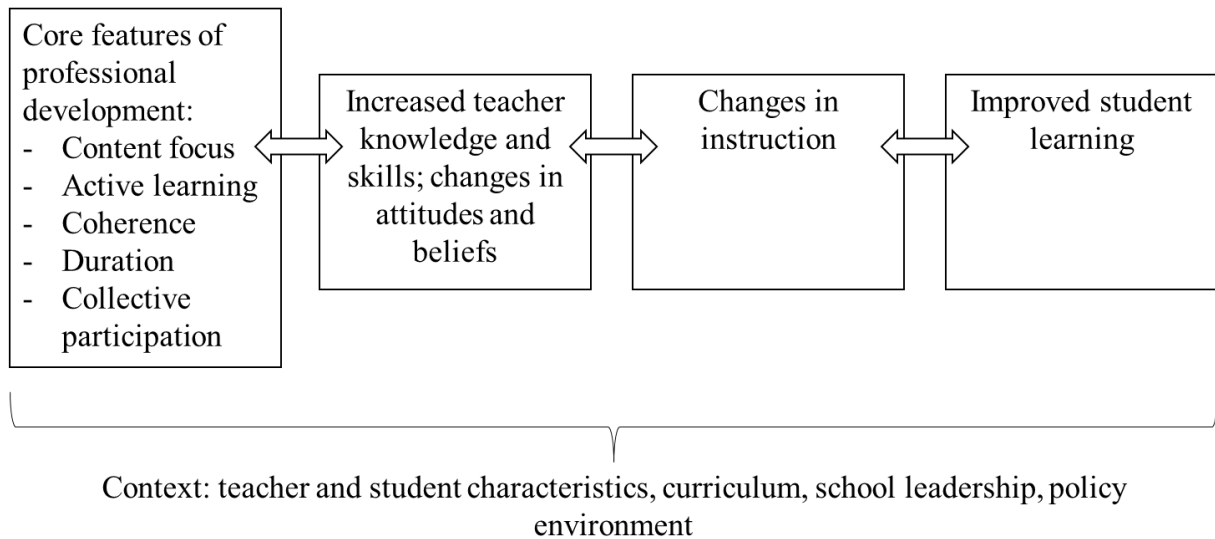 Core features of
professional
development:
- Content focus
- Active learning
- Coherence
- Duration
- Collective
participation
Increased teacher
knowledge and
skills; changes in
attitudes and
beliefs
Changes in
instruction
Improved student
learning
Context: teacher and student characteristics, curriculum, school leadership, policy
environment